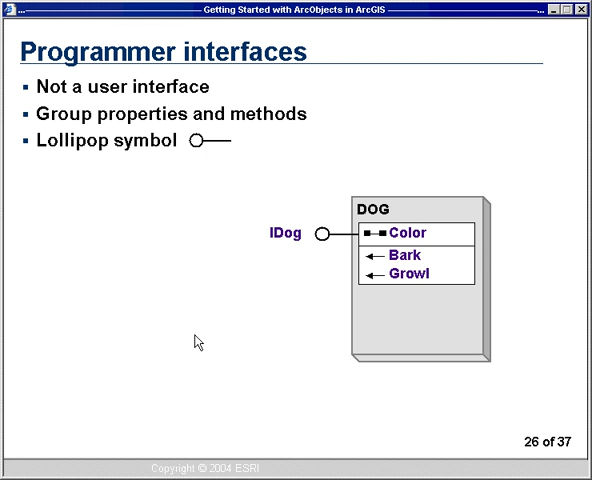 Getting Started with ArcObjects in ArcGIS
Programmer interfaces
Not a user interface
Group properties and methods
Lollipop symbol
DOG
IDog
Color
Bark
Growl
26 of 37
Copyright © 2004 ESRI